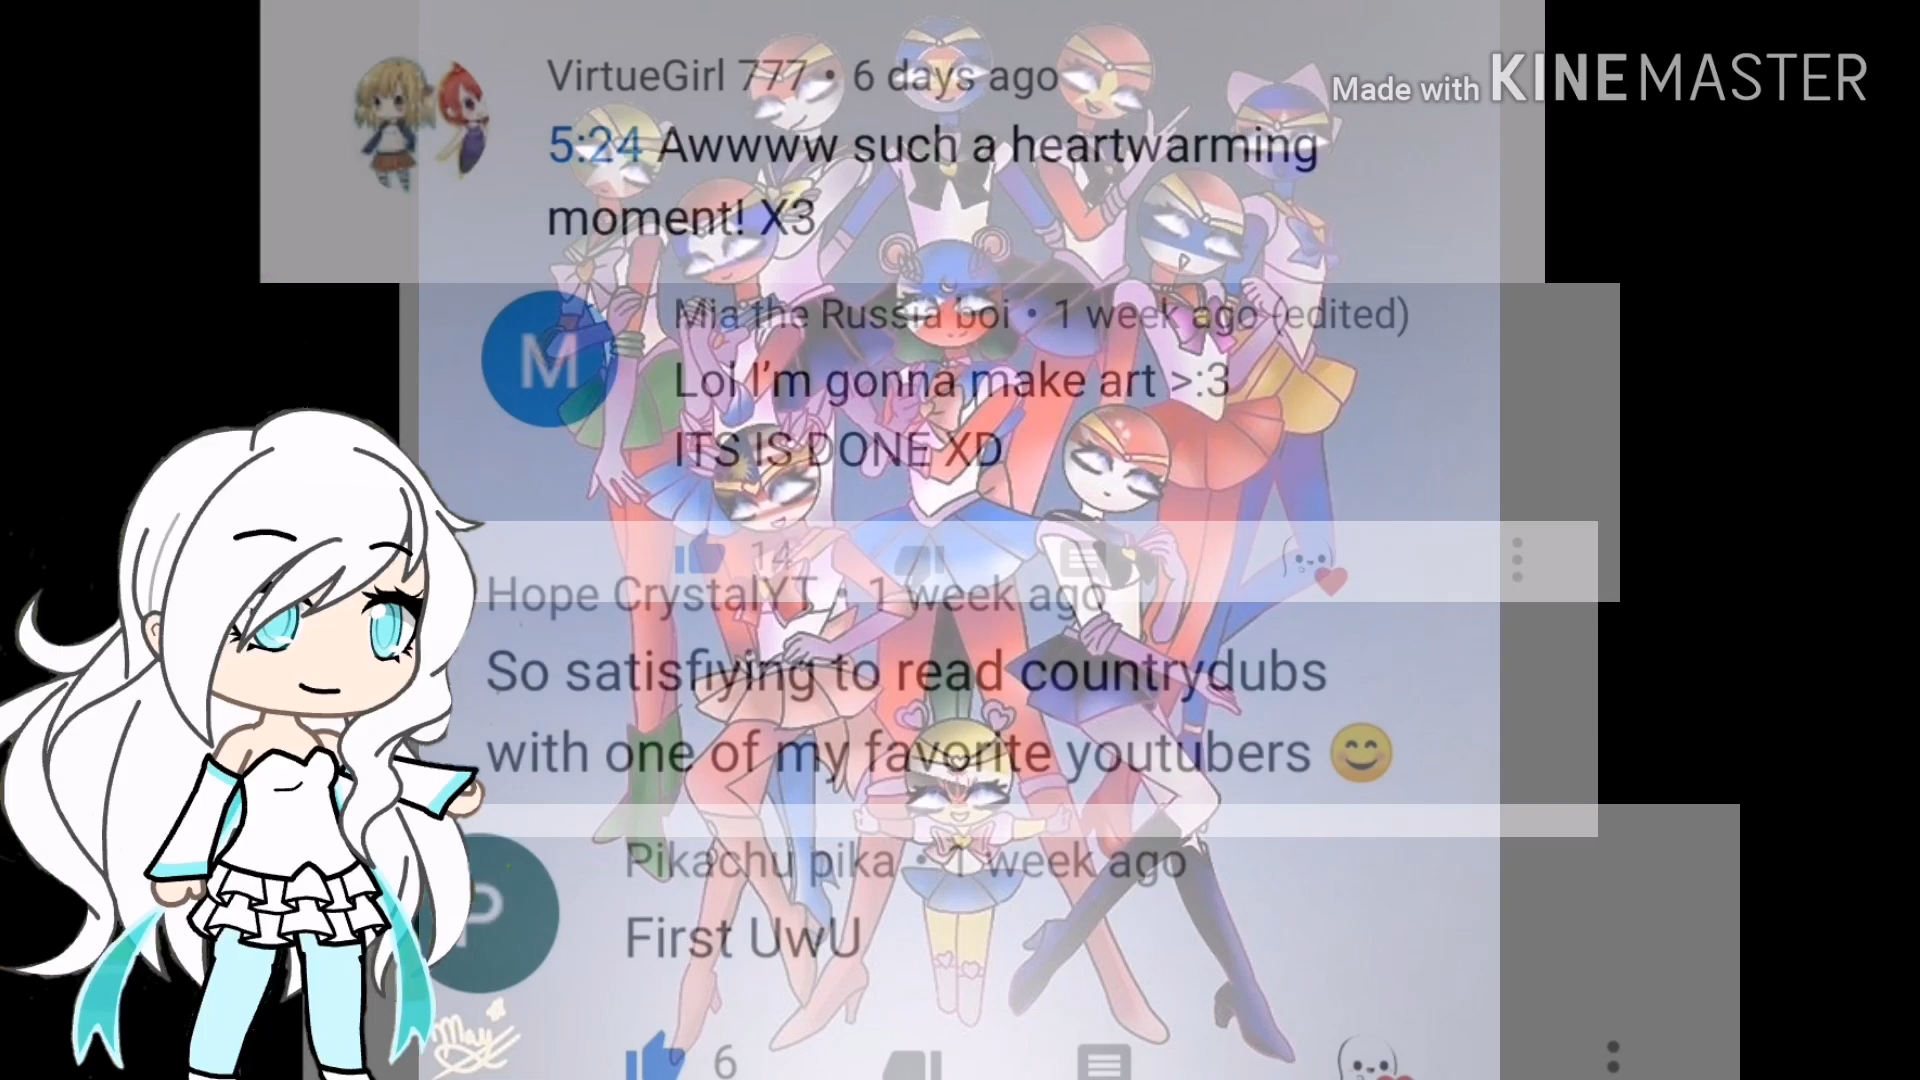 VirtueGirl 777 • 6 days ago
5:24 Awwww such a heartwarming
moment! X3
Made with KINEMASTER
M
Mia the Russia boi • 1 week ago (edited)
Lol I'm gonna make art >:3
ITS IS DONE XD
14
Hope CrystalYT • 1 week ago
So satisfiying to read countrydubs
with one of my favorite youtubers 😊
P
Pikachu pika • 1 week ago
First UwU
May
6